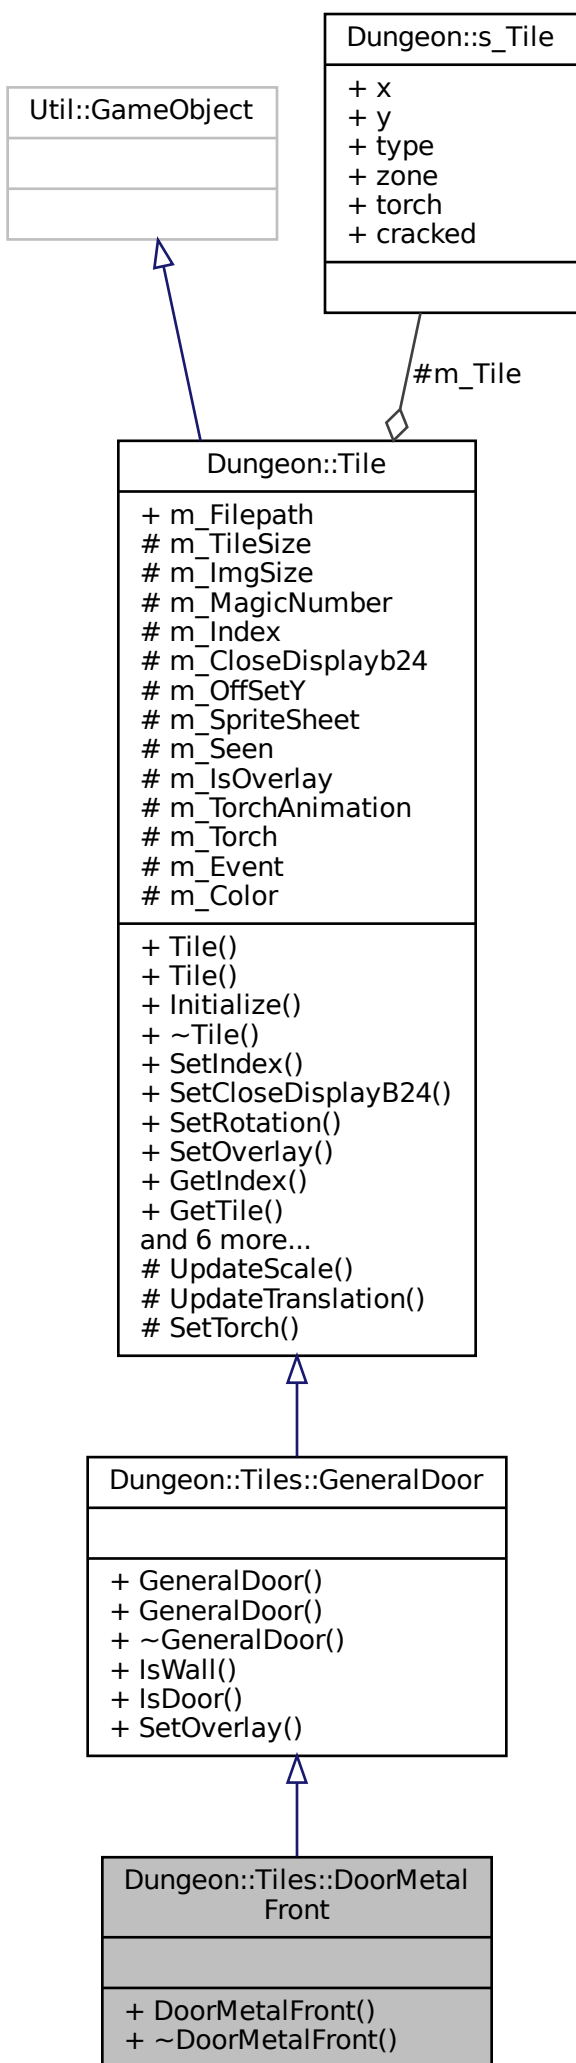 Dungeon::s_Tile
+ x
+ y
+ type
+ zone
+ torch
+ cracked
Util::GameObject
#m_Tile
Dungeon::Tile
+ m_Filepath
# m_TileSize
# m_ImgSize
# m_MagicNumber
# m_Index
# m_CloseDisplayb24
# m_OffSetY
# m_SpriteSheet
# m_Seen
# m_IsOverlay
# m_TorchAnimation
# m_Torch
# m_Event
# m_Color
+ Tile()
+ Tile()
+ Initialize()
+ ~Tile()
+ SetIndex()
+ SetCloseDisplayB24()
+ SetRotation()
+ SetOverlay()
+ GetIndex()
+ GetTile()
and 6 more...
# UpdateScale()
# UpdateTranslation()
# SetTorch()
Dungeon::Tiles::GeneralDoor
+ GeneralDoor()
+ GeneralDoor()
+ ~GeneralDoor()
+ IsWall()
+ IsDoor()
+ SetOverlay()
Dungeon::Tiles::DoorMetal
Front
+ DoorMetalFront()
+ ~DoorMetalFront()